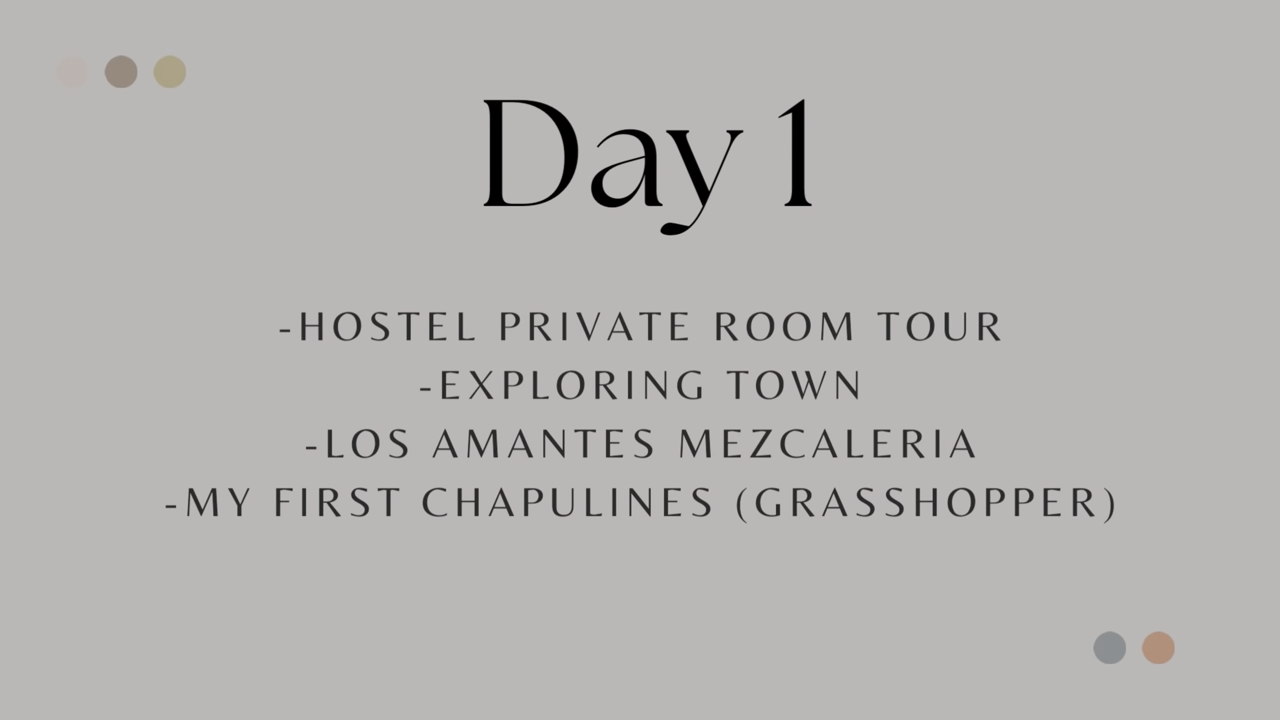 Day 1
-HOSTEL PRIVATE ROOM TOUR
-EXPLORING TOWN
-LOS AMANTES MEZCALERIA
-MY FIRST CHAPULINES (GRASSHOPPER)